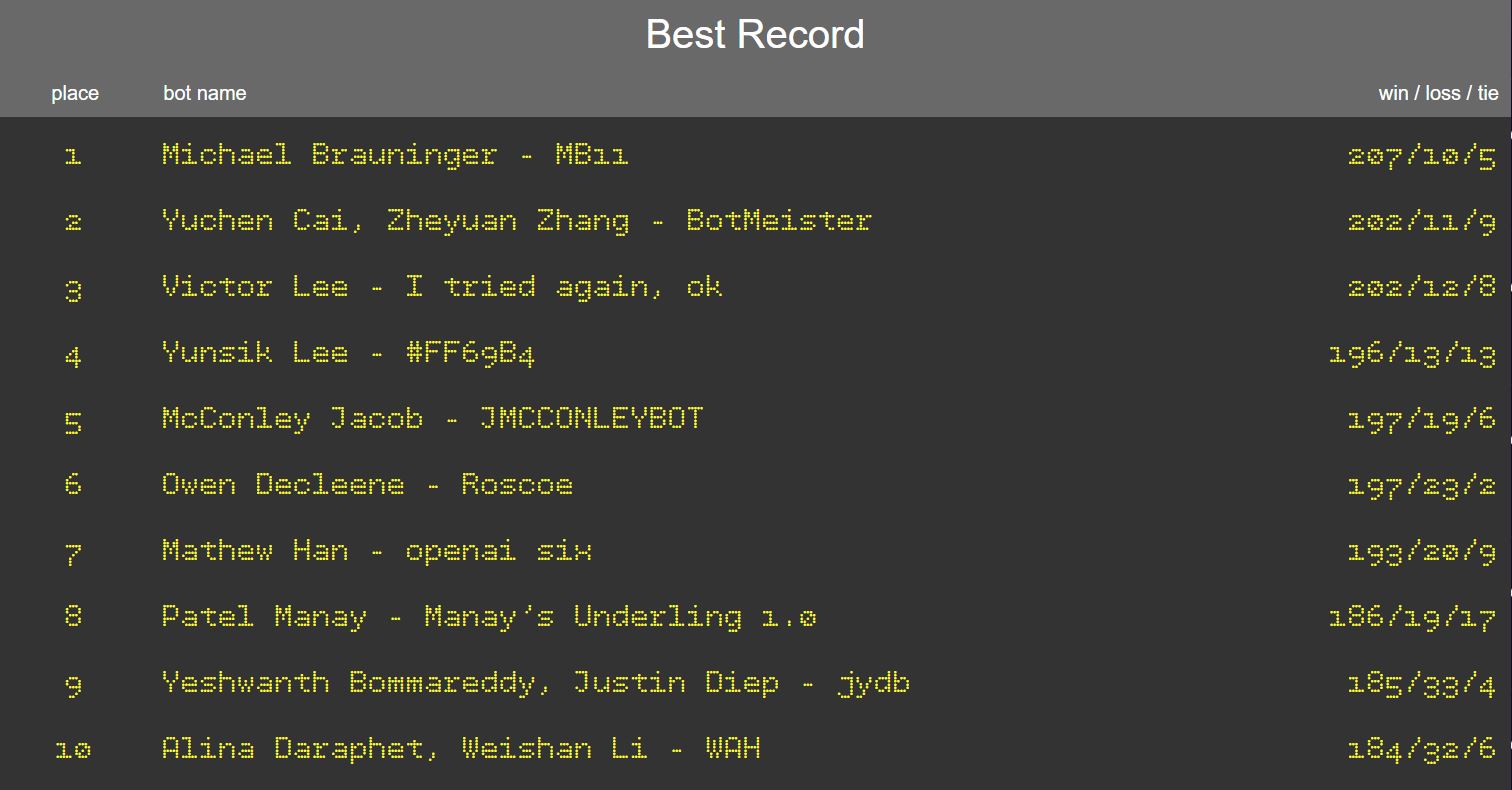 Best Record
place bot name win / loss / tie
1 Michael Brauninger - MB11 207/10/5
2 Yuchen Cai, Zheyuan Zhang - BotMeister 202/11/9
3 Victor Lee - I tried again, ok 202/12/8
4 Yunsik Lee - #FF69B4 196/13/13
5 McConley Jacob - JMCCONLEYBOT 197/19/6
6 Owen Decleene - Roscoe 197/23/2
7 Mathew Han - openai six 193/20/9
8 Patel Manay - Manay's Underling 1.0 186/19/17
9 Yeshwanth Bommareddy, Justin Diep - jydb 185/33/4
10 Alina Daraphet, Weishan Li - WAH 184/32/6